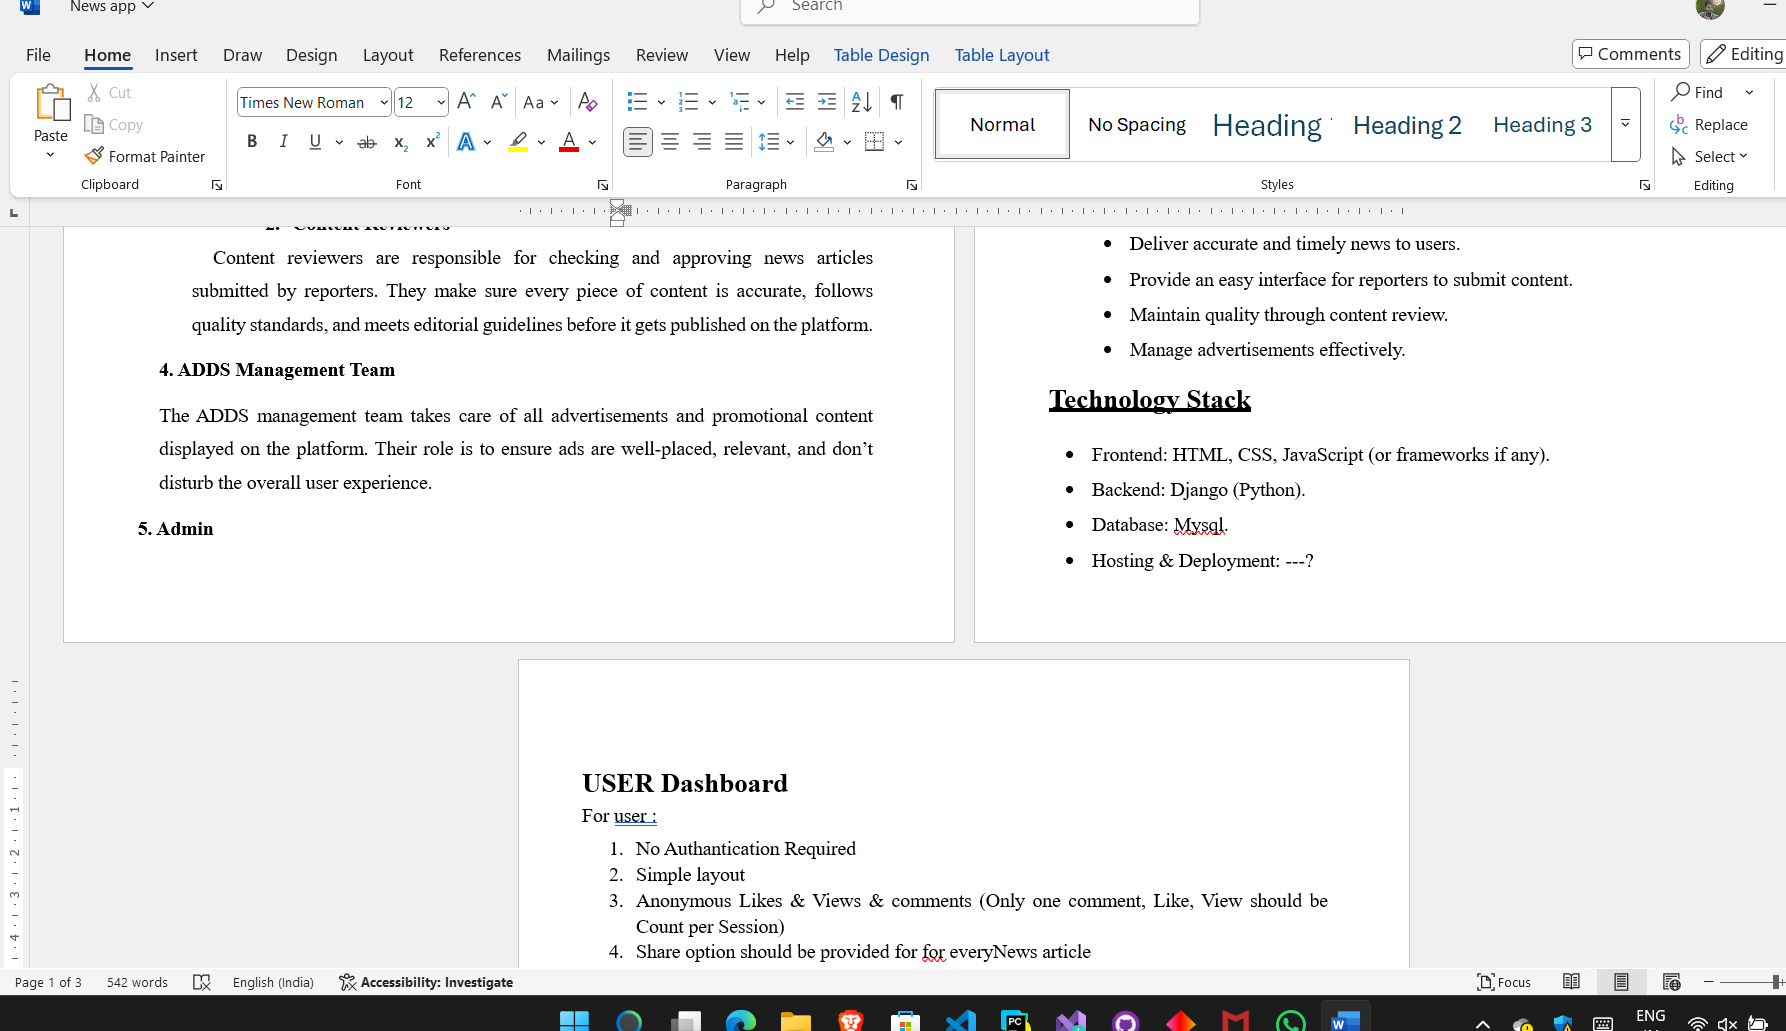 News app
Search
File Home Insert Draw Design Layout References Mailings Review View Help Table Design Table Layout Comments Editing
Paste
Cut
Copy
Format Painter
Clipboard
Times New Roman 12
Font
Paragraph
Normal No Spacing Heading Heading 2 Heading 3
Styles
Find
Replace
Select
Editing
2. Content Reviewers
Content reviewers are responsible for checking and approving news articles
submitted by reporters. They make sure every piece of content is accurate, follows
quality standards, and meets editorial guidelines before it gets published on the platform.
4. ADDS Management Team
The ADDS management team takes care of all advertisements and promotional content
displayed on the platform. Their role is to ensure ads are well-placed, relevant, and don’t
disturb the overall user experience.
5. Admin
• Deliver accurate and timely news to users.
• Provide an easy interface for reporters to submit content.
• Maintain quality through content review.
• Manage advertisements effectively.
Technology Stack
• Frontend: HTML, CSS, JavaScript (or frameworks if any).
• Backend: Django (Python).
• Database: Mysql.
• Hosting & Deployment: ---?
USER Dashboard
For user :
1. No Authantication Required
2. Simple layout
3. Anonymous Likes & Views & comments (Only one comment, Like, View should be
Count per Session)
4. Share option should be provided for for everyNews article
Page 1 of 3 542 words English (India) Accessibility: Investigate Focus
ENG